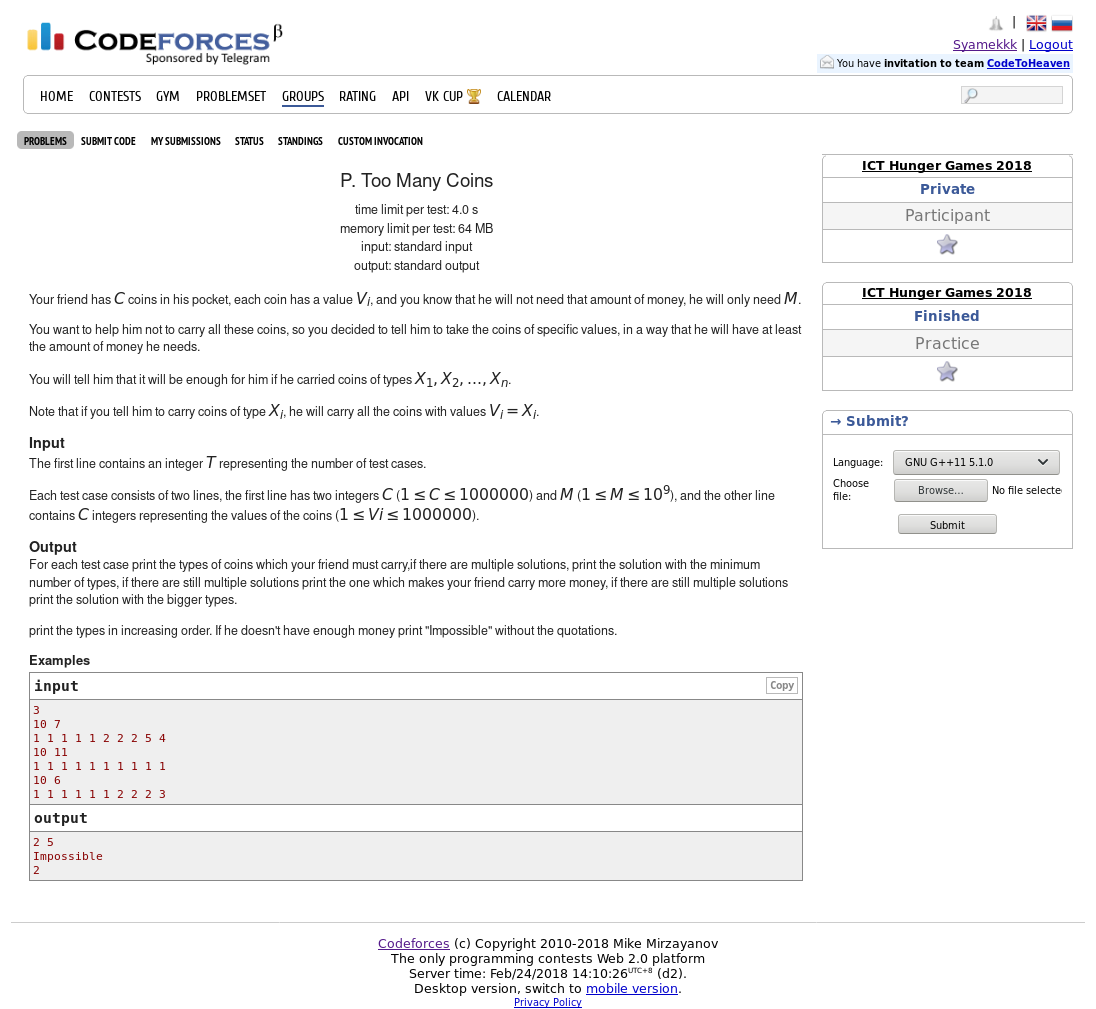 CODEFORCES β
Sponsored by Telegram
|
Syamekkk | Logout
You have invitation to team CodeToHeaven
HOME CONTESTS GYM PROBLEMSET GROUPS RATING API VK CUP CALENDAR
PROBLEMS SUBMIT CODE MY SUBMISSIONS STATUS STANDINGS CUSTOM INVOCATION
P. Too Many Coins
time limit per test: 4.0 s
memory limit per test: 64 MB
input: standard input
output: standard output
Your friend has C coins in his pocket, each coin has a value V_i, and you know that he will not need that amount of money, he will only need M.
You want to help him not to carry all these coins, so you decided to tell him to take the coins of specific values, in a way that he will have at least
the amount of money he needs.
You will tell him that it will be enough for him if he carried coins of types X_1, X_2, ..., X_n.
Note that if you tell him to carry coins of type X_i, he will carry all the coins with values V_i = X_i.
Input
The first line contains an integer T representing the number of test cases.
Each test case consists of two lines, the first line has two integers C (1 ≤ C ≤ 1000000) and M (1 ≤ M ≤ 10^9), and the other line
contains C integers representing the values of the coins (1 ≤ Vi ≤ 1000000).
Output
For each test case print the types of coins which your friend must carry,if there are multiple solutions, print the solution with the minimum
number of types, if there are still multiple solutions print the one which makes your friend carry more money, if there are still multiple solutions
print the solution with the bigger types.
print the types in increasing order. If he doesn't have enough money print "Impossible" without the quotations.
Examples
input Copy
3
10 7
1 1 1 1 1 2 2 2 5 4
10 11
1 1 1 1 1 1 1 1 1 1
10 6
1 1 1 1 1 1 2 2 2 3
output
2 5
Impossible
2
ICT Hunger Games 2018
Private
Participant
ICT Hunger Games 2018
Finished
Practice
→ Submit?
Language: GNU G++11 5.1.0
Choose
file: Browse... No file selecte
Submit
Codeforces (c) Copyright 2010-2018 Mike Mirzayanov
The only programming contests Web 2.0 platform
Server time: Feb/24/2018 14:10:26 UTC+8 (d2).
Desktop version, switch to mobile version.
Privacy Policy